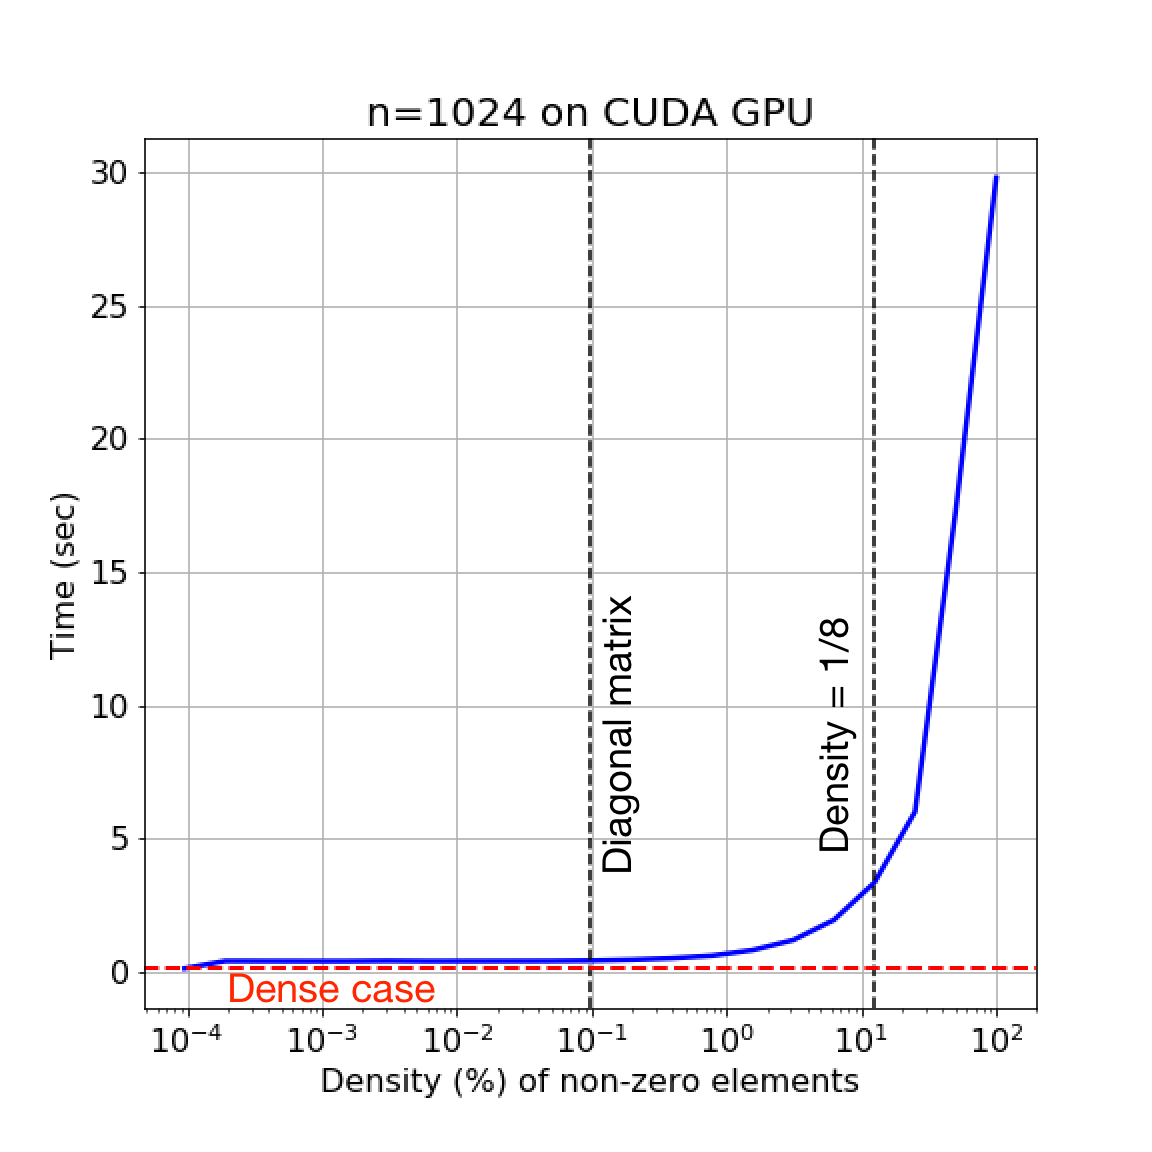 n=1024 on CUDA GPU
30
25
20
15
10
5
0
Time (sec)
Diagonal matrix
Density = 1/8
Dense case
10⁻⁴ 10⁻³ 10⁻² 10⁻¹ 10⁰ 10¹ 10²
Density (%) of non-zero elements